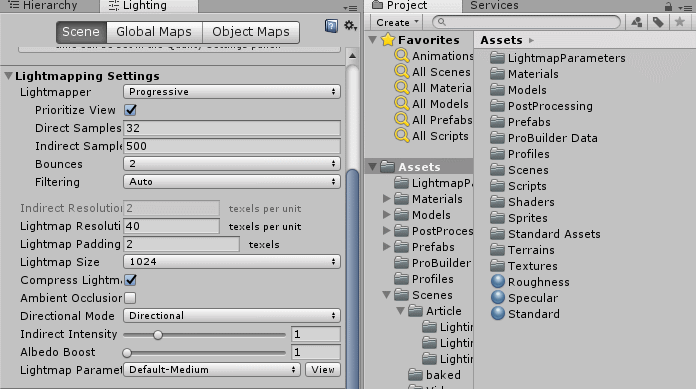 Hierarchy
Lighting
Scene
Global Maps
Object Maps
Lightmapping Settings
Lightmapper Progressive
Prioritize View
Direct Samples 32
Indirect Sample 500
Bounces 2
Filtering Auto
Indirect Resolution 2 texels per unit
Lightmap Resoluti 40 texels per unit
Lightmap Padding 2 texels
Lightmap Size 1024
Compress Lightm
Ambient Occlusion
Directional Mode Directional
Indirect Intensity 1
Albedo Boost 1
Lightmap Paramet Default-Medium View
Project
Services
Create
Favorites
Animations
All Scenes
All Materia
All Models
All Prefabs
All Scripts
Assets
LightmapPa
Materials
Models
PostProces
Prefabs
ProBuilder
Profiles
Scenes
Article
Lightin
Lightin
Lightin
baked
Assets
LightmapParameters
Materials
Models
PostProcessing
Prefabs
ProBuilder Data
Profiles
Scenes
Scripts
Shaders
Sprites
Standard Assets
Terrains
Textures
Roughness
Specular
Standard